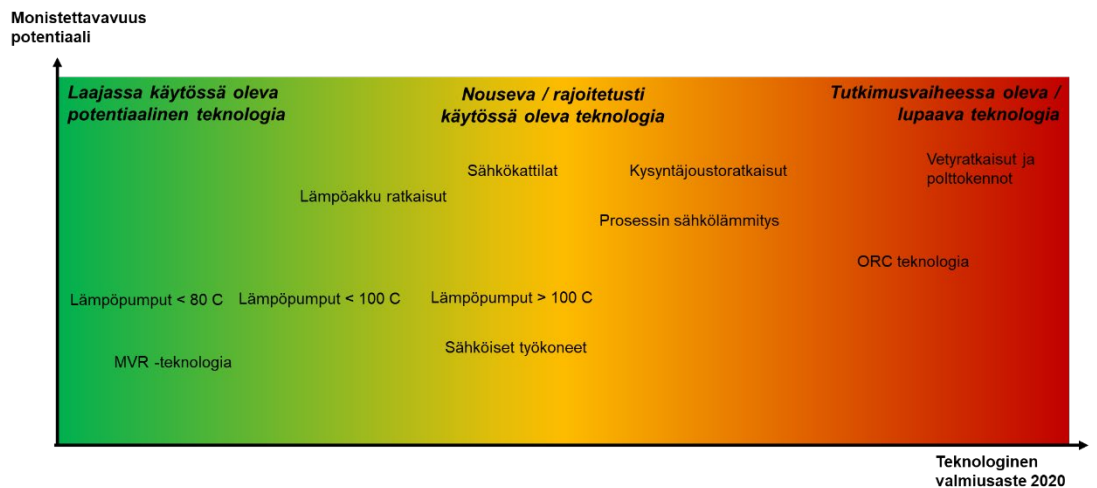 Monistettavavuus
potentiaali
Laajassa käytössä oleva
potentiaalinen teknologia
Nouseva / rajoitetusti
käytössä oleva teknologia
Tutkimusvaiheessa oleva /
lupaava teknologia
Sähkökattilat
Kysyntäjoustoratkaisut
Vetyratkaisut ja
polttokennot
Lämpöakku ratkaisut
Prosessin sähkölämmitys
ORC teknologia
Lämpöpumput < 80 C
Lämpöpumput < 100 C
Lämpöpumput > 100 C
Sähköiset työkoneet
MVR -teknologia
Teknologinen
valmiusaste 2020